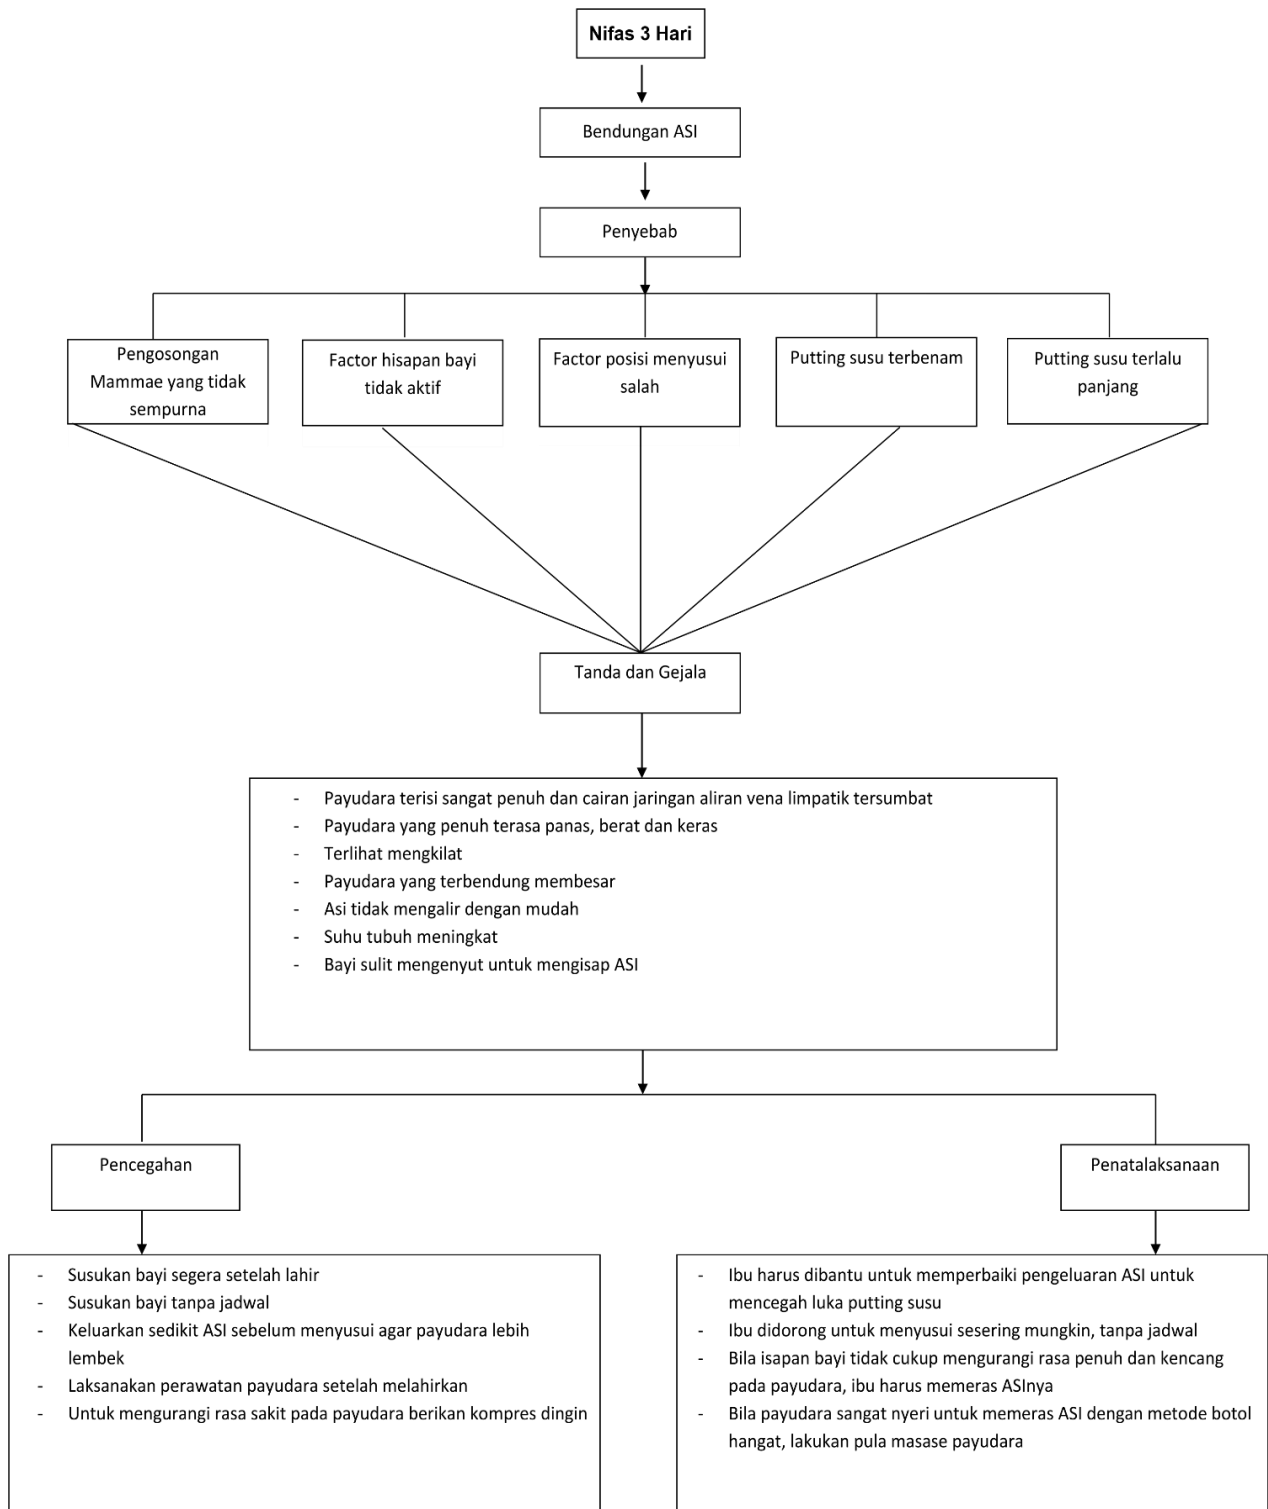 Nifas 3 Hari
Bendungan ASI
Penyebab
Pengosongan
Mammae yang tidak
sempurna
Factor hisapan bayi
tidak aktif
Factor posisi menyusui
salah
Putting susu terbenam
Putting susu terlalu
panjang
Tanda dan Gejala
- Payudara terisi sangat penuh dan cairan jaringan aliran vena limpatik tersumbat
- Payudara yang penuh terasa panas, berat dan keras
- Terlihat mengkilat
- Payudara yang terbendung membesar
- Asi tidak mengalir dengan mudah
- Suhu tubuh meningkat
- Bayi sulit mengenyut untuk mengisap ASI
Pencegahan
- Susukan bayi segera setelah lahir
- Susukan bayi tanpa jadwal
- Keluarkan sedikit ASI sebelum menyusui agar payudara lebih
lembek
- Laksanakan perawatan payudara setelah melahirkan
- Untuk mengurangi rasa sakit pada payudara berikan kompres dingin
Penatalaksanaan
- Ibu harus dibantu untuk memperbaiki pengeluaran ASI untuk
mencegah luka putting susu
- Ibu didorong untuk menyusui sesering mungkin, tanpa jadwal
- Bila isapan bayi tidak cukup mengurangi rasa penuh dan kencang
pada payudara, ibu harus memeras ASInya
- Bila payudara sangat nyeri untuk memeras ASI dengan metode botol
hangat, lakukan pula masase payudara